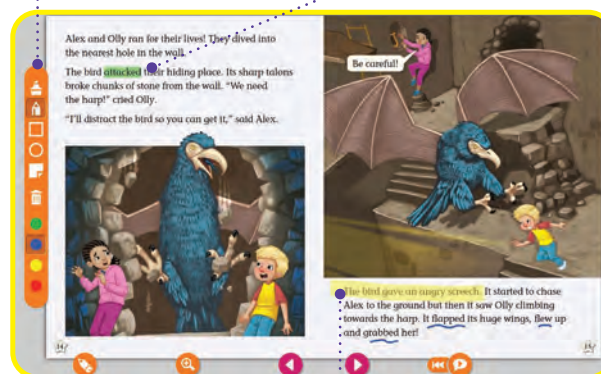 Alex and Olly ran for their lives! They dived into
the nearest hole in the wall.
The bird attacked their hiding place. Its sharp talons
broke chunks of stone from the wall. “We need
the harp!” cried Olly.
“I’ll distract the bird so you can get it,” said Alex.
Be careful!
The bird gave an angry screech. It started to chase
Alex to the ground but then it saw Olly climbing
towards the harp. It flapped its huge wings, flew up
and grabbed her!
14
15